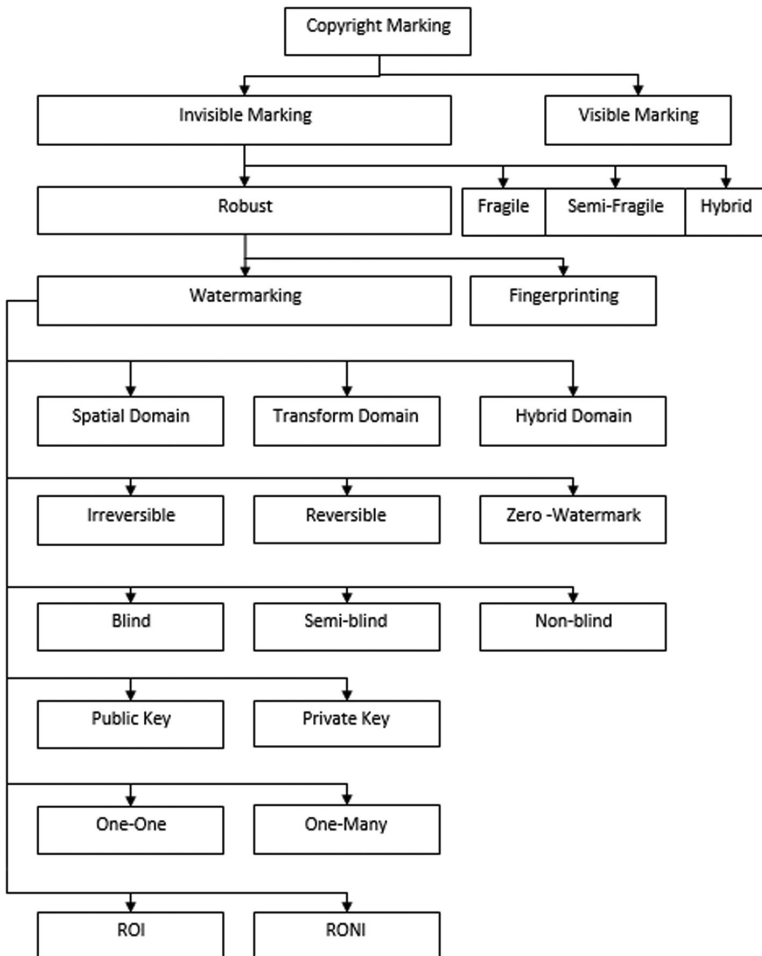 Copyright Marking
Invisible Marking
Visible Marking
Robust
Fragile
Semi-Fragile
Hybrid
Watermarking
Fingerprinting
Spatial Domain
Transform Domain
Hybrid Domain
Irreversible
Reversible
Zero -Watermark
Blind
Semi-blind
Non-blind
Public Key
Private Key
One-One
One-Many
ROI
RONI